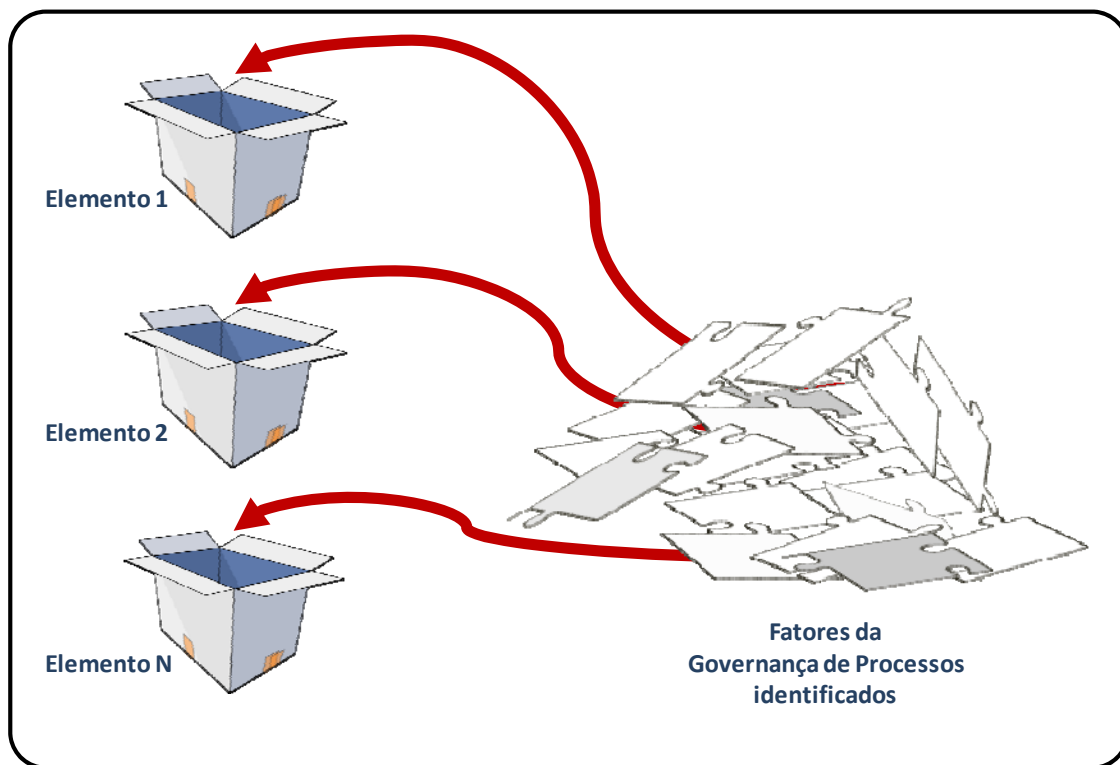 Elemento 1
Elemento 2
Elemento N
Fatores da
Governança de Processos
identificados